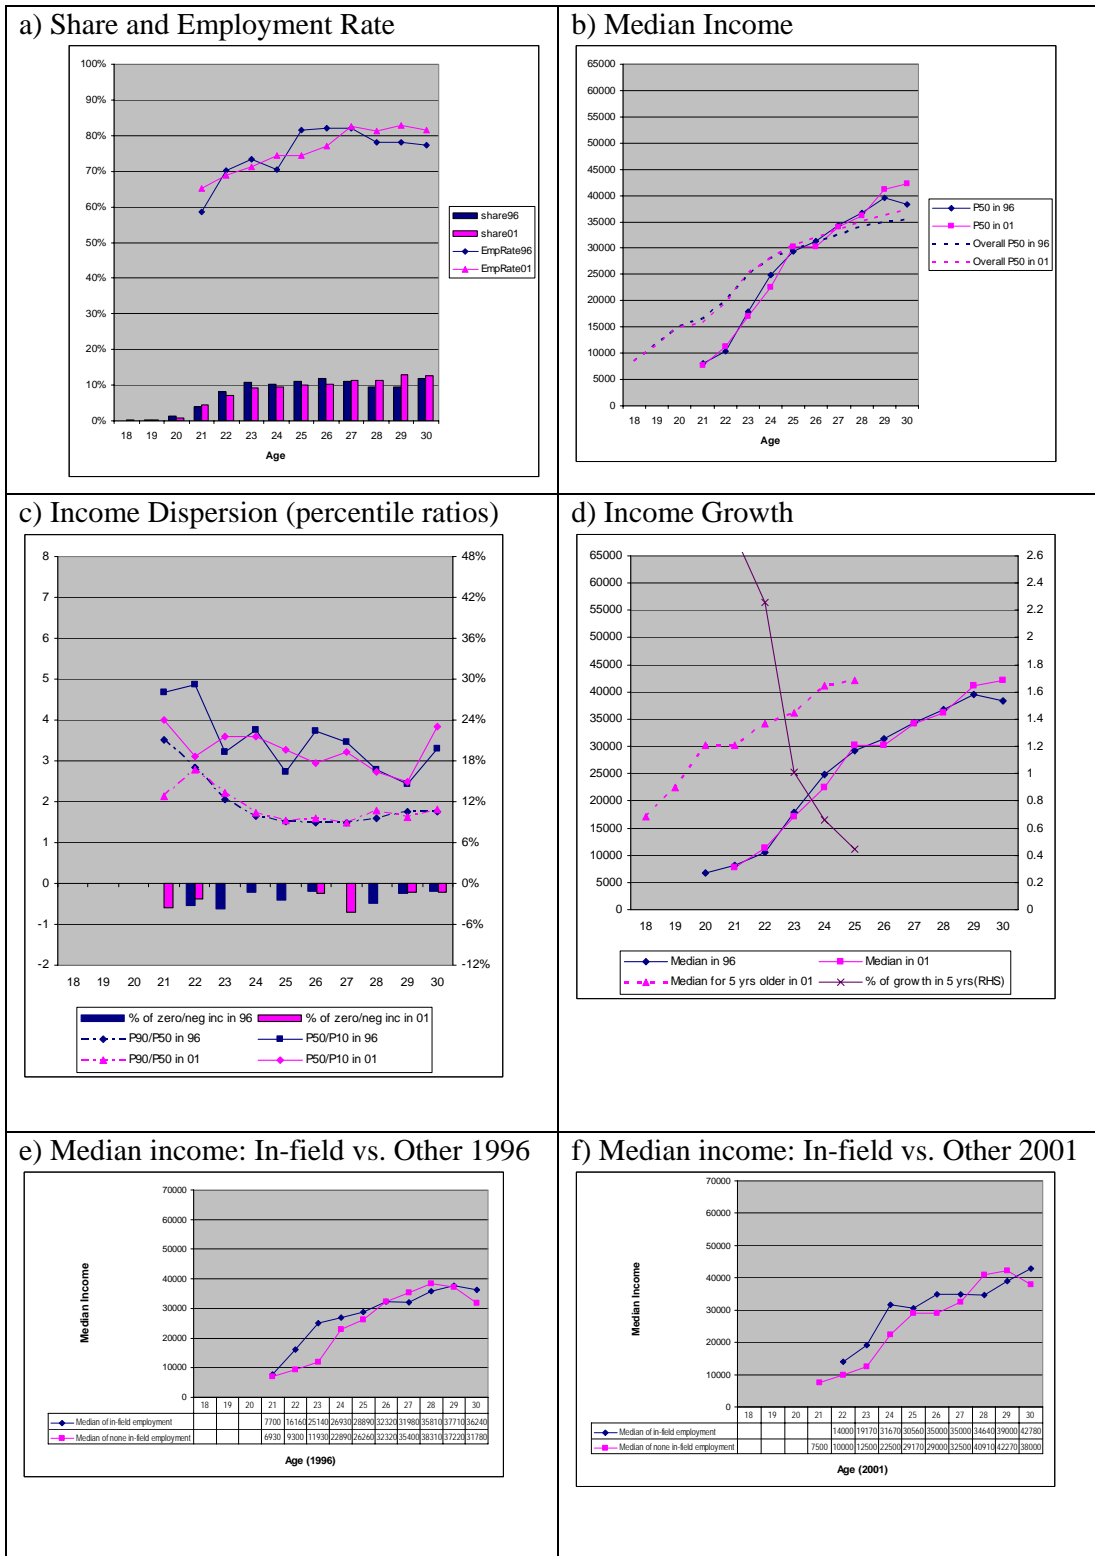 a) Share and Employment Rate
100%
90%
80%
70%
60%
50%
40%
30%
20%
10%
0%
18 19 20 21 22 23 24 25 26 27 28 29 30
Age
share96
share01
EmpRate96
EmpRate01
b) Median Income
65000
60000
55000
50000
45000
40000
35000
30000
25000
20000
15000
10000
5000
0
18 19 20 21 22 23 24 25 26 27 28 29 30
Age
P50 in 96
P50 in 01
Overall P50 in 96
Overall P50 in 01
c) Income Dispersion (percentile ratios)
8 48%
7 42%
6 36%
5 30%
4 24%
3 18%
2 12%
1 6%
0 0%
-1 -6%
-2 -12%
18 19 20 21 22 23 24 25 26 27 28 29 30
% of zero/neg inc in 96 % of zero/neg inc in 01
P90/P50 in 96 P50/P10 in 96
P90/P50 in 01 P50/P10 in 01
d) Income Growth
65000 2.6
60000 2.4
55000 2.2
50000 2
45000 1.8
40000 1.6
35000 1.4
30000 1.2
25000 1
20000 0.8
15000 0.6
10000 0.4
5000 0.2
0 0
18 19 20 21 22 23 24 25 26 27 28 29 30
Median in 96 Median in 01
Median for 5 yrs older in 01 % of growth in 5 yrs(RHS)
e) Median income: In-field vs. Other 1996
Median Income
70000
60000
50000
40000
30000
20000
10000
0
18 19 20 21 22 23 24 25 26 27 28 29 30
Median of in-field employment 7700 16160 25140 26930 28890 32320 31980 35810 37710 36240
Median of none in-field employment 6930 9300 11930 22890 26260 32320 35400 38310 37220 31780
Age (1996)
f) Median income: In-field vs. Other 2001
Median Income
70000
60000
50000
40000
30000
20000
10000
0
18 19 20 21 22 23 24 25 26 27 28 29 30
Median of in-field employment 14000 19170 31670 30560 35000 35000 34640 39000 42780
Median of none in-field employment 7500 10000 12500 22500 29170 29000 32500 40910 42270 38000
Age (2001)